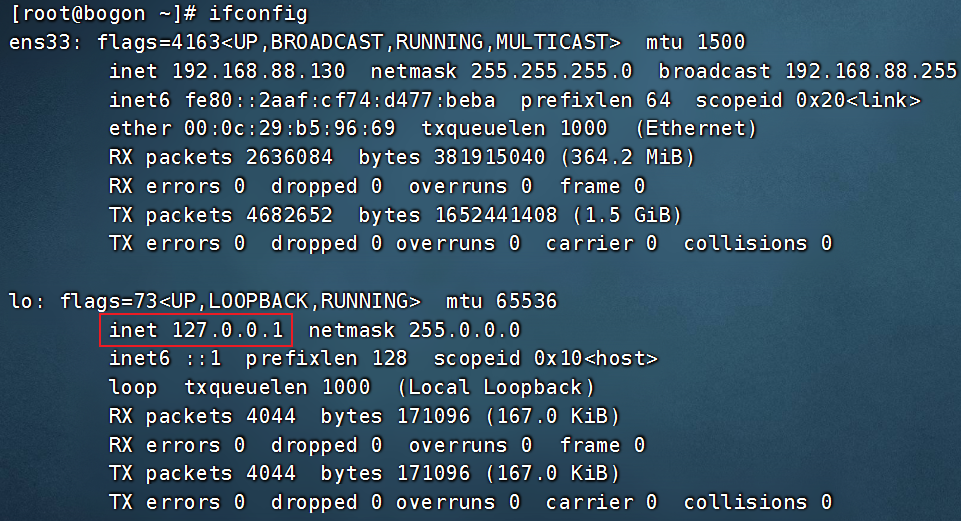 [root@bogon ~]# ifconfig
ens33: flags=4163<UP,BROADCAST,RUNNING,MULTICAST>  mtu 1500
        inet 192.168.88.130  netmask 255.255.255.0  broadcast 192.168.88.255
        inet6 fe80::2aaf:cf74:d477:beba  prefixlen 64  scopeid 0x20<link>
        ether 00:0c:29:b5:96:69  txqueuelen 1000  (Ethernet)
        RX packets 2636084  bytes 381915040 (364.2 MiB)
        RX errors 0  dropped 0  overruns 0  frame 0
        TX packets 4682652  bytes 1652441408 (1.5 GiB)
        TX errors 0  dropped 0 overruns 0  carrier 0  collisions 0

lo: flags=73<UP,LOOPBACK,RUNNING>  mtu 65536
        inet 127.0.0.1  netmask 255.0.0.0
        inet6 ::1  prefixlen 128  scopeid 0x10<host>
        loop  txqueuelen 1000  (Local Loopback)
        RX packets 4044  bytes 171096 (167.0 KiB)
        RX errors 0  dropped 0  overruns 0  frame 0
        TX packets 4044  bytes 171096 (167.0 KiB)
        TX errors 0  dropped 0 overruns 0  carrier 0  collisions 0